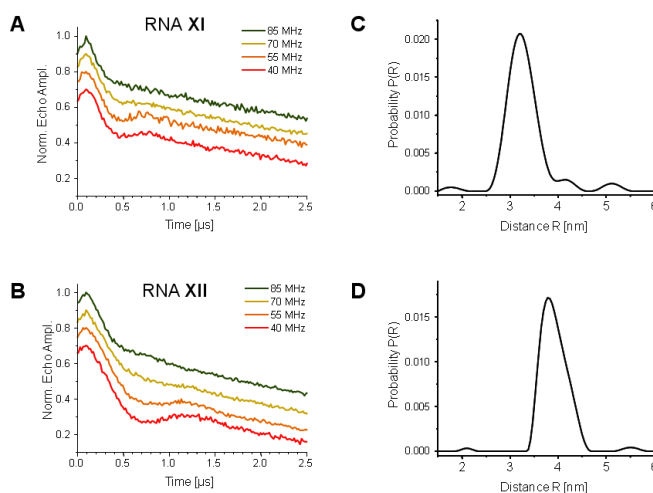 A
RNA XI
85 MHz
70 MHz
55 MHz
40 MHz
Norm. Echo Ampl.
1.0
0.8
0.6
0.4
0.2
0.0 0.5 1.0 1.5 2.0 2.5
Time [µs]
C
Probability P(R)
0.020
0.015
0.010
0.005
0.000
2 3 4 5 6
Distance R [nm]
B
RNA XII
85 MHz
70 MHz
55 MHz
40 MHz
Norm. Echo Ampl.
1.0
0.8
0.6
0.4
0.2
0.0 0.5 1.0 1.5 2.0 2.5
Time [µs]
D
Probability P(R)
0.015
0.010
0.005
0.000
2 3 4 5 6
Distance R [nm]